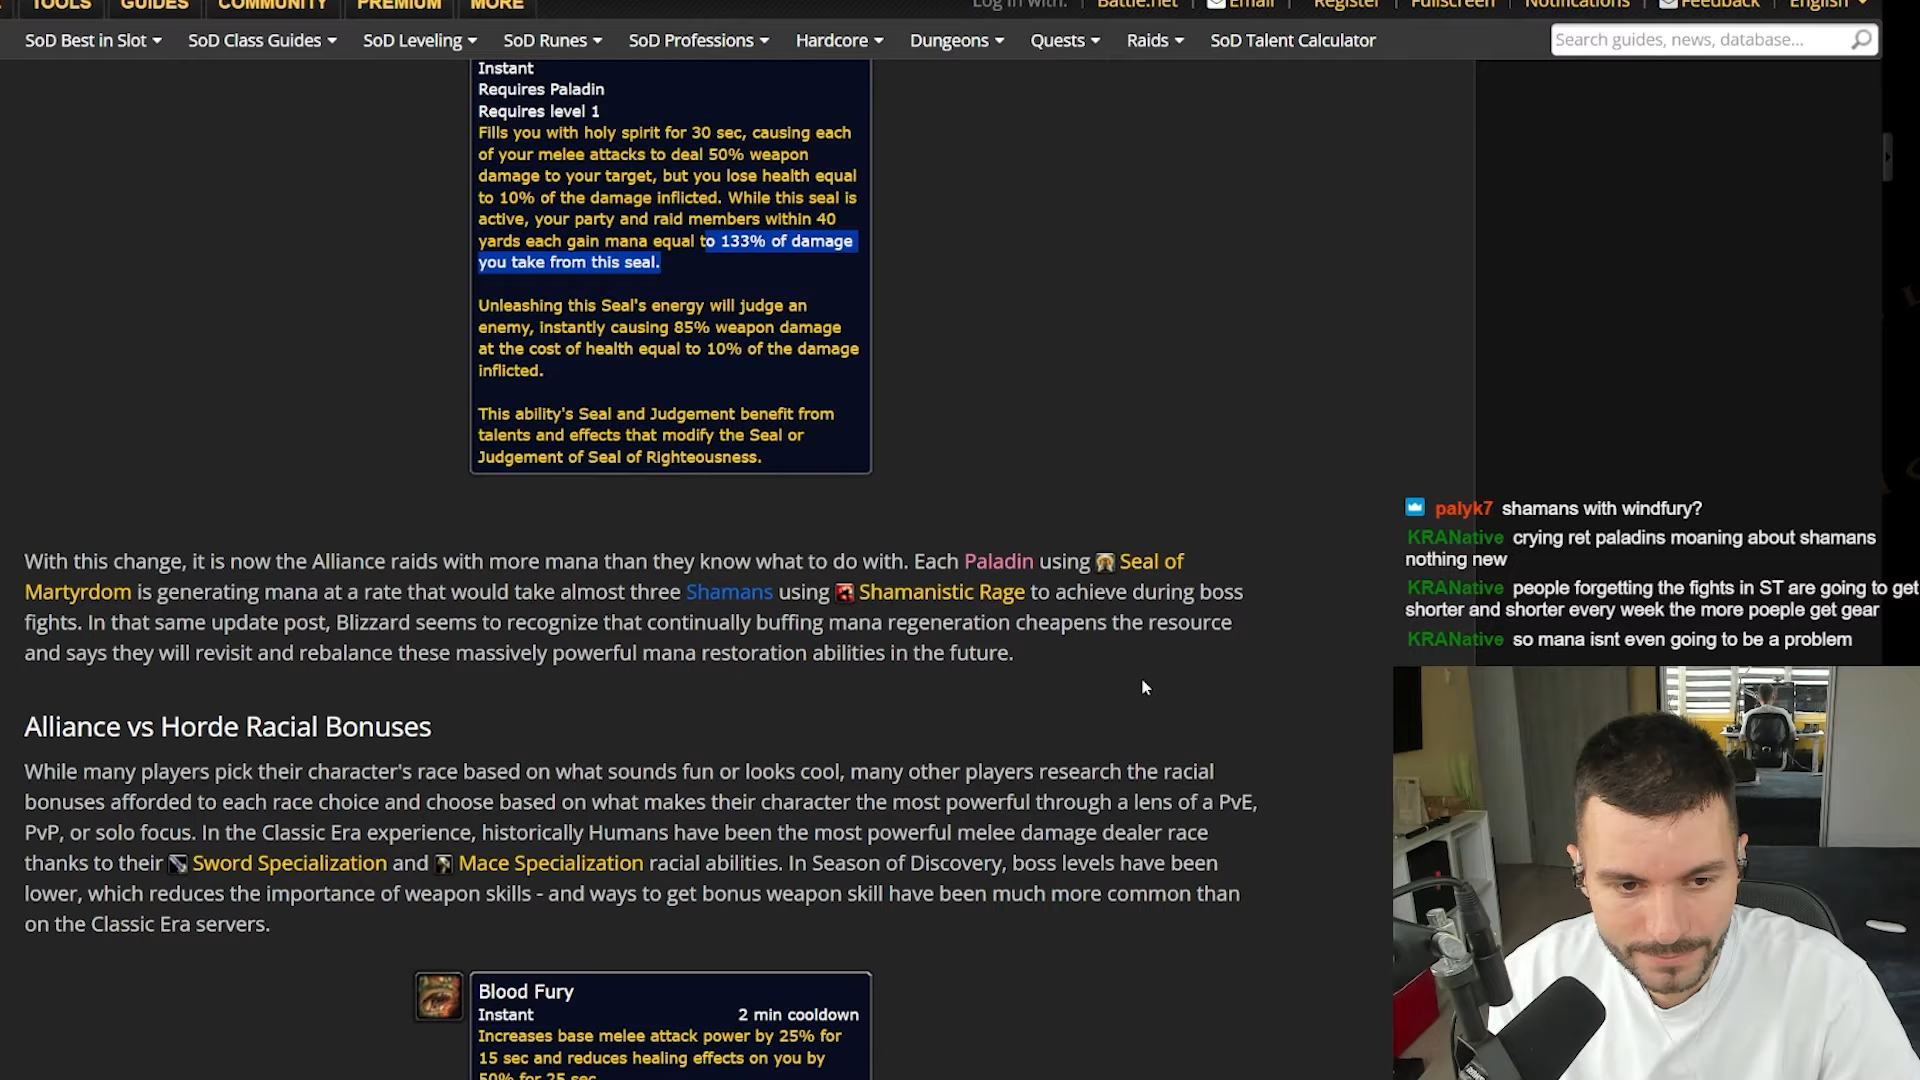 TOOLS GUIDES COMMUNITY PREMIUM MORE Log in with: Battle.net Email Register Fullscreen Notifications Feedback English
SoD Best in Slot SoD Class Guides SoD Leveling SoD Runes SoD Professions Hardcore Dungeons Quests Raids SoD Talent Calculator Search guides, news, database...
Instant
Requires Paladin
Requires level 1
Fills you with holy spirit for 30 sec, causing each
of your melee attacks to deal 50% weapon
damage to your target, but you lose health equal
to 10% of the damage inflicted. While this seal is
active, your party and raid members within 40
yards each gain mana equal to 133% of damage
you take from this seal.
Unleashing this Seal's energy will judge an
enemy, instantly causing 85% weapon damage
at the cost of health equal to 10% of the damage
inflicted.
This ability's Seal and Judgement benefit from
talents and effects that modify the Seal or
Judgement of Seal of Righteousness.
With this change, it is now the Alliance raids with more mana than they know what to do with. Each Paladin using Seal of
Martyrdom is generating mana at a rate that would take almost three Shamans using Shamanistic Rage to achieve during boss
fights. In that same update post, Blizzard seems to recognize that continually buffing mana regeneration cheapens the resource
and says they will revisit and rebalance these massively powerful mana restoration abilities in the future.
Alliance vs Horde Racial Bonuses
While many players pick their character's race based on what sounds fun or looks cool, many other players research the racial
bonuses afforded to each race choice and choose based on what makes their character the most powerful through a lens of a PvE,
PvP, or solo focus. In the Classic Era experience, historically Humans have been the most powerful melee damage dealer race
thanks to their Sword Specialization and Mace Specialization racial abilities. In Season of Discovery, boss levels have been
lower, which reduces the importance of weapon skills - and ways to get bonus weapon skill have been much more common than
on the Classic Era servers.
Blood Fury
Instant 2 min cooldown
Increases base melee attack power by 25% for
15 sec and reduces healing effects on you by
50% for 25 sec.
palyk7 shamans with windfury?
KRANative crying ret paladins moaning about shamans
nothing new
KRANative people forgetting the fights in ST are going to get
shorter and shorter every week the more poeple get gear
KRANative so mana isnt even going to be a problem